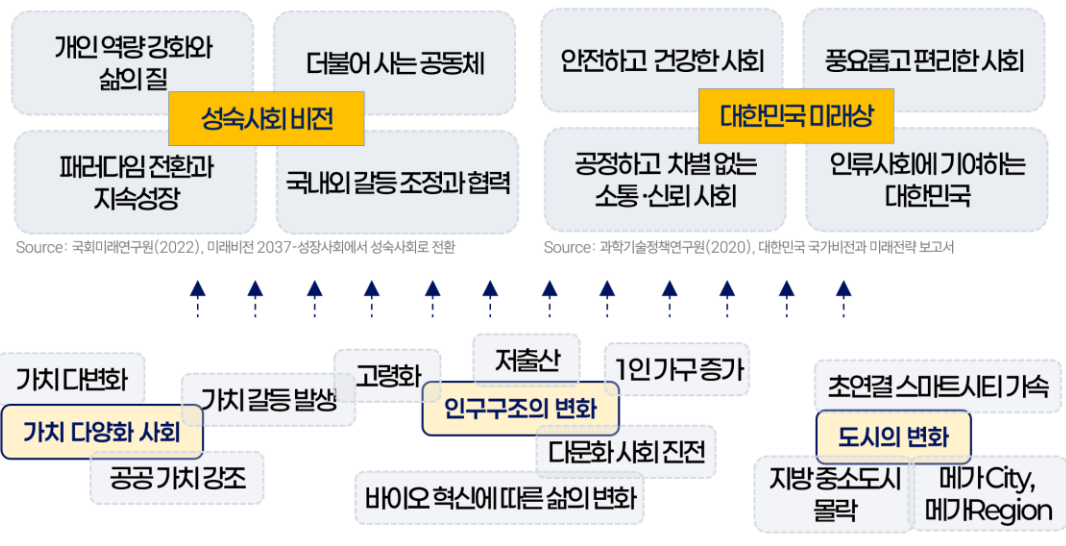 개인 역량 강화와
삶의 질
더불어 사는 공동체
성숙사회 비전
패러다임 전환과
지속성장
국내외 갈등 조정과 협력
Source: 국회미래연구원(2022), 미래비전 2037-성장사회에서 성숙사회로 전환
안전하고 건강한 사회
풍요롭고 편리한 사회
대한민국 미래상
공정하고 차별 없는
소통·신뢰 사회
인류사회에 기여하는
대한민국
Source: 과학기술정책연구원(2020), 대한민국 국가비전과 미래전략 보고서
가치 다변화
가치 갈등 발생
가치 다양화 사회
공공 가치 강조
고령화
저출산
1인 가구 증가
인구구조의 변화
다문화 사회 진전
바이오 혁신에 따른 삶의 변화
초연결 스마트시티 가속
도시의 변화
지방 중소도시
몰락
메가 City,
메가Region